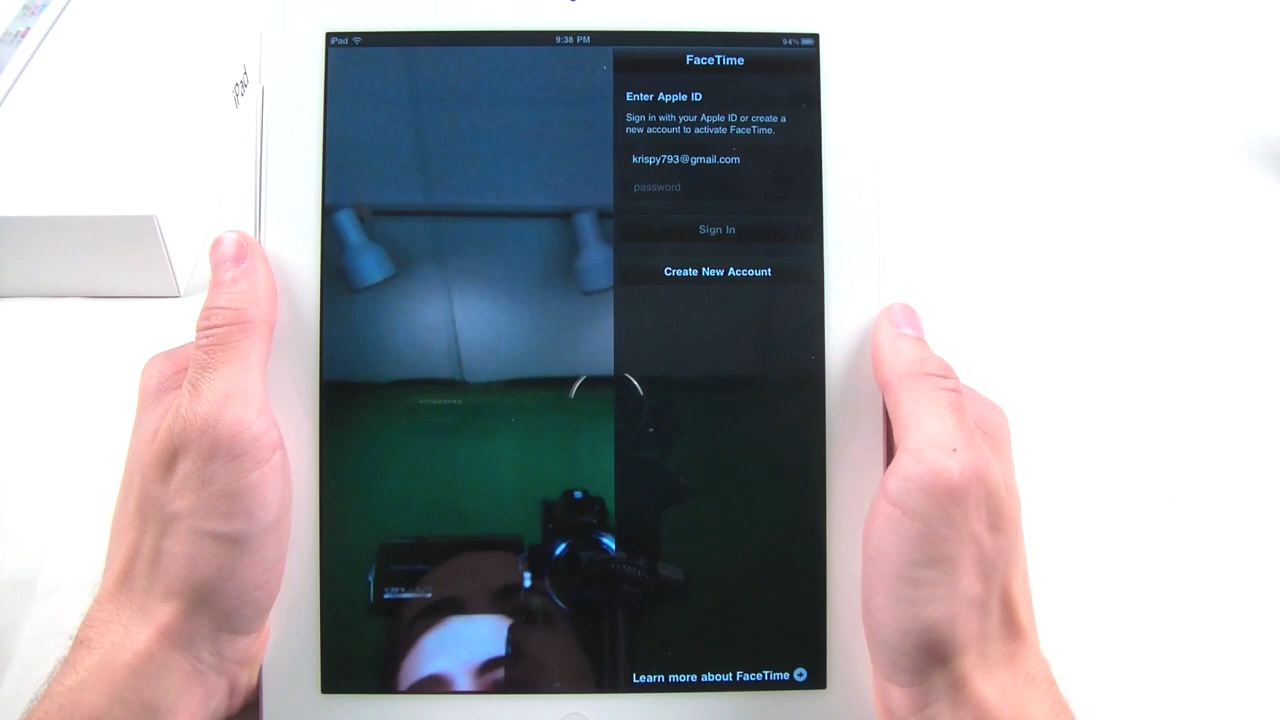 iPad
iPad
9:38 PM
94%
FaceTime
Enter Apple ID
Sign in with your Apple ID or create a
new account to activate FaceTime.
krispy793@gmail.com
password
Sign In
Create New Account
Learn more about FaceTime